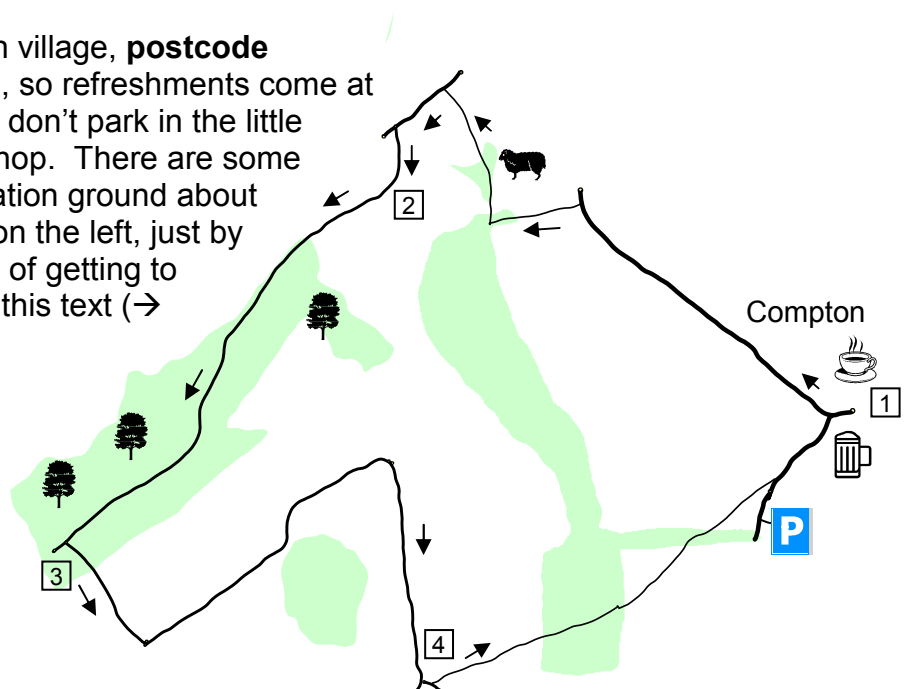 n village, postcode
, so refreshments come at
don’t park in the little
hop. There are some
ation ground about
on the left, just by
of getting to
this text (→
2
Compton
1
P
3
4